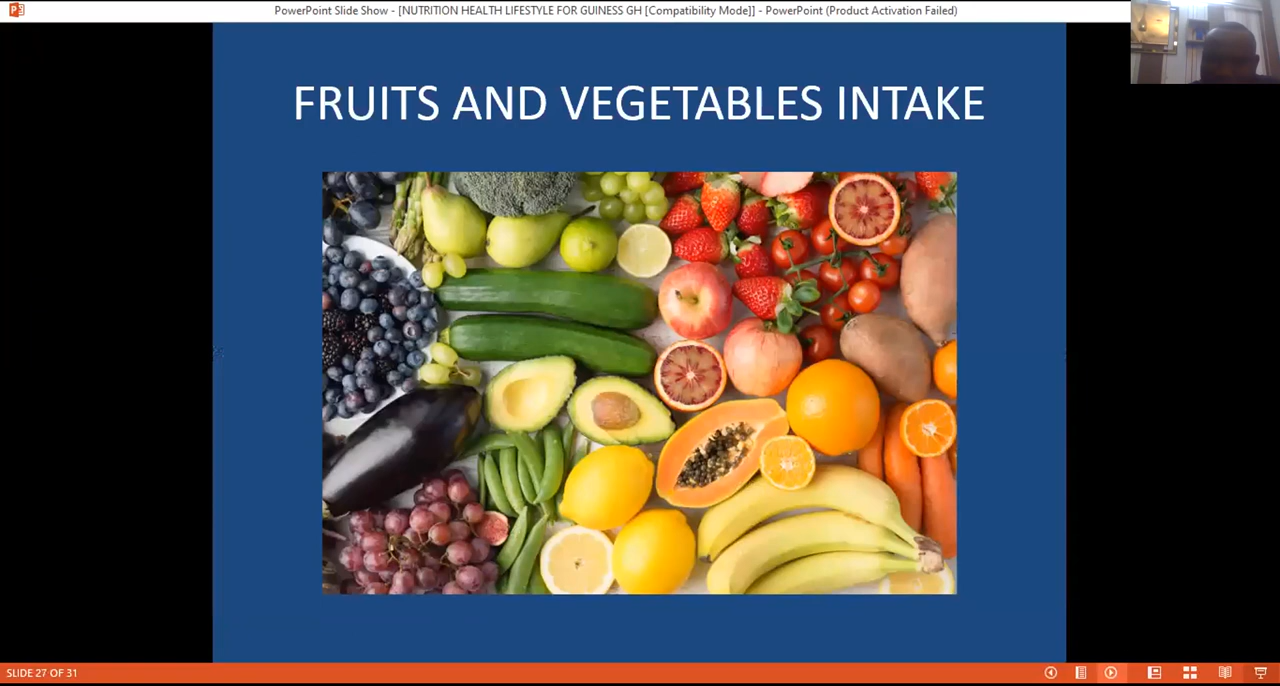 PowerPoint Slide Show - [NUTRITION HEALTH LIFESTYLE FOR GUINESS GH [Compatibility Mode]] - PowerPoint (Product Activation Failed)
FRUITS AND VEGETABLES INTAKE
SLIDE 27 OF 31